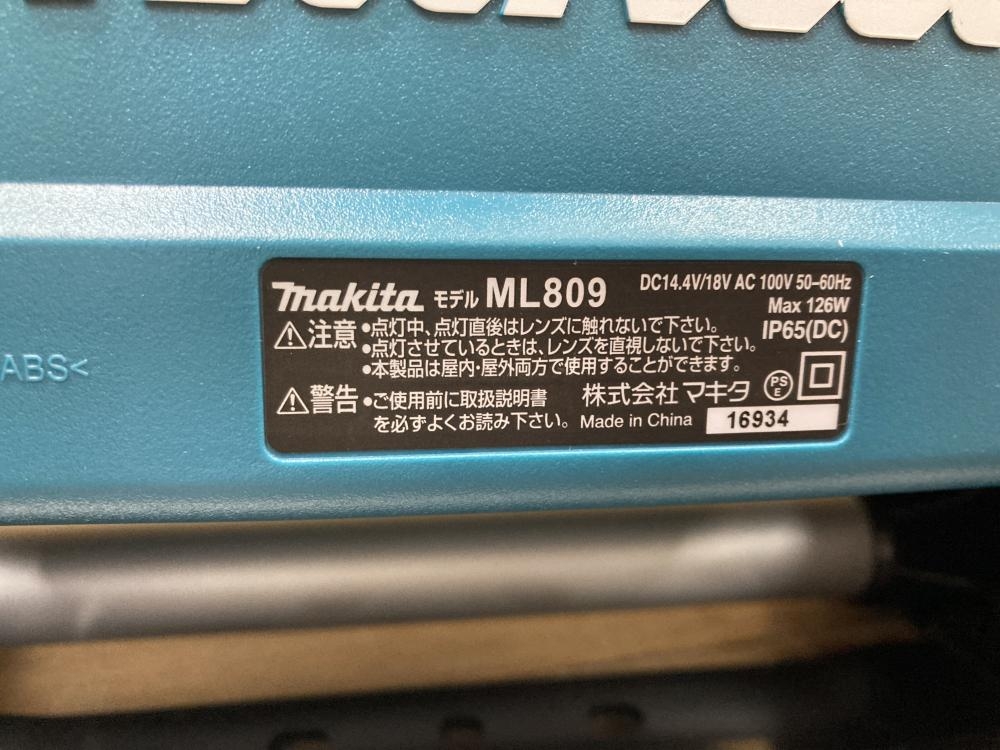 makita モデル ML809 DC14.4V/18V AC 100V 50-60Hz
Max 126W
IP65(DC)
⚠注意 •点灯中、点灯直後はレンズに触れないで下さい。
•点灯させているときは、レンズを直視しないで下さい。
•本製品は屋内・屋外両方で使用することができます。
⚠警告 •ご使用前に取扱説明書
を必ずよくお読み下さい。
株式会社マキタ PSE
Made in China 16934
ABS<